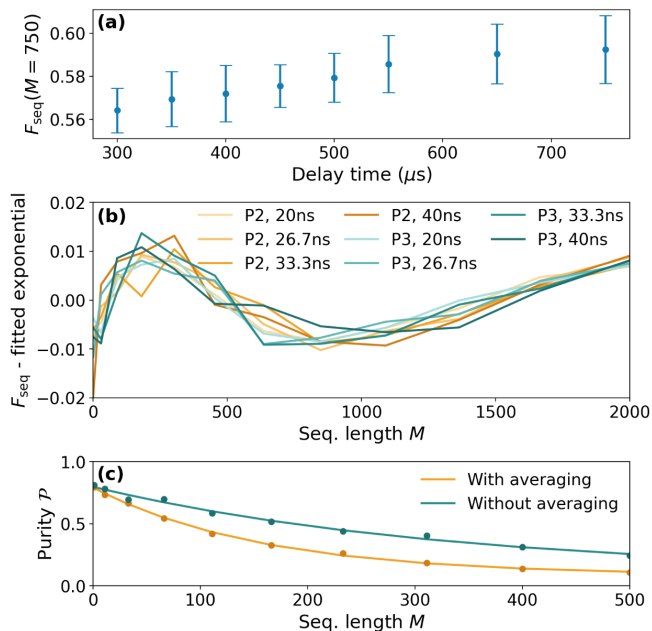 (a)
0.60
0.58
0.56
F_seq(M = 750)
300 400 500 600 700
Delay time (μs)
(b)
0.02
0.01
0.00
−0.01
−0.02
F_seq - fitted exponential
P2, 20ns P2, 40ns P3, 33.3ns
P2, 26.7ns P3, 20ns P3, 40ns
P2, 33.3ns P3, 26.7ns
0 500 1000 1500 2000
Seq. length M
(c)
1.0
0.5
0.0
Purity 𝒫
With averaging
Without averaging
0 100 200 300 400 500
Seq. length M